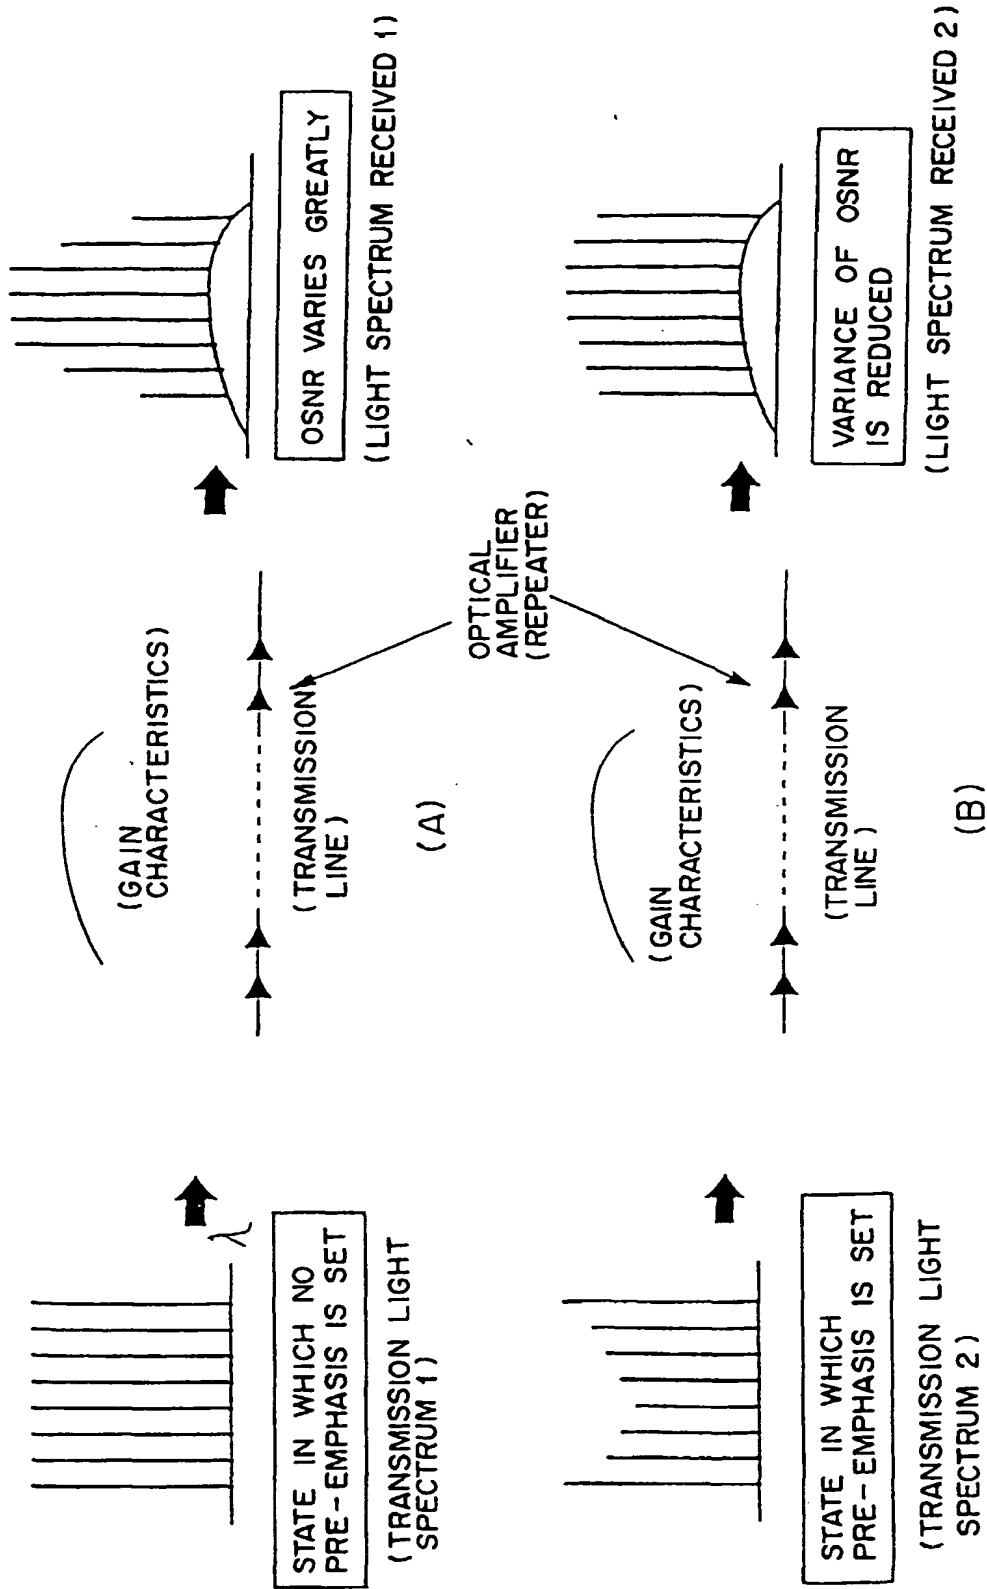 λ
STATE IN WHICH NO
PRE-EMPHASIS IS SET
(TRANSMISSION LIGHT
SPECTRUM 1)
(GAIN
CHARACTERISTICS)
(TRANSMISSION
LINE)
(A)
OSNR VARIES GREATLY
(LIGHT SPECTRUM RECEIVED 1)
OPTICAL
AMPLIFIER
(REPEATER)
STATE IN WHICH
PRE-EMPHASIS IS SET
(TRANSMISSION LIGHT
SPECTRUM 2)
(GAIN
CHARACTERISTICS)
(TRANSMISSION
LINE)
(B)
VARIANCE OF OSNR
IS REDUCED
(LIGHT SPECTRUM RECEIVED 2)